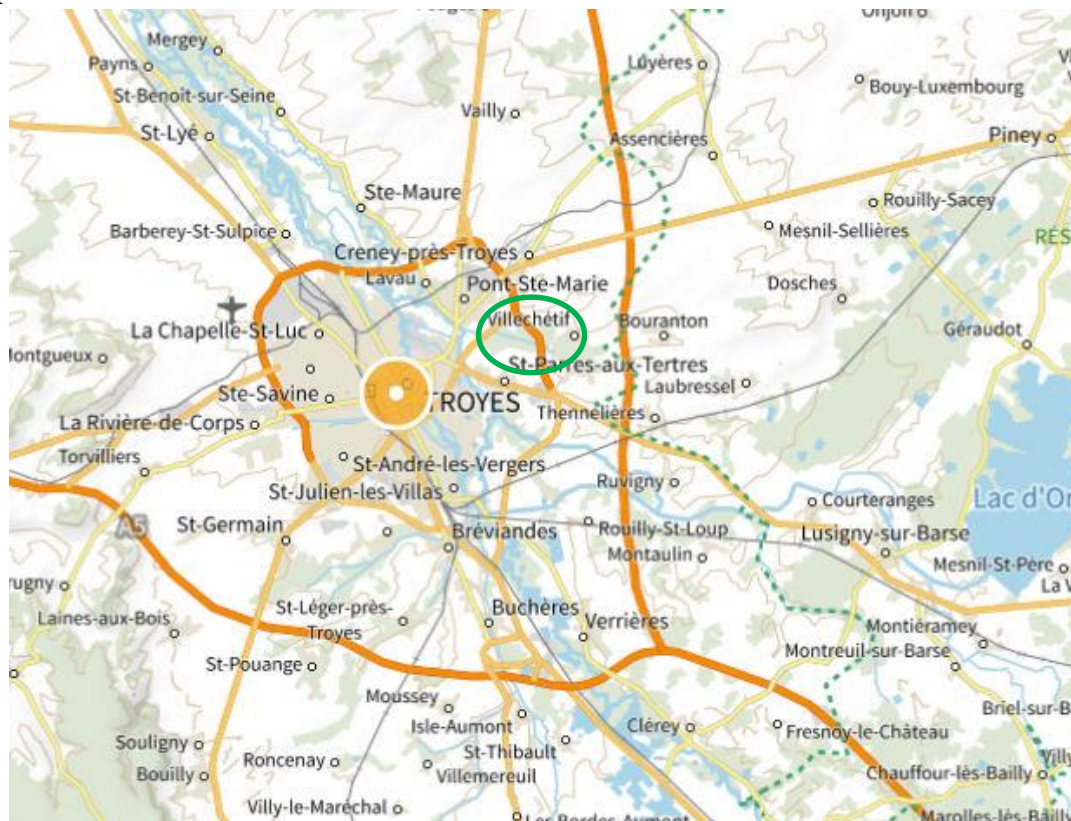 Mergey
Payns
Luyères
St-Benoit-sur-Seine
Bouy-Luxembourg
Vailly
St-Lyé
Assencières
Piney
Ste-Maure
Rouilly-Sacey
Barberey-St-Sulpice
Mesnil-Sellières
RÉS
Creney-près-Troyes
Lavau
Pont-Ste-Marie
Dosches
Villechétif
Bouranton
La Chapelle-St-Luc
Géraudot
St-Parres-aux-Tertres
Laubressel
Ste-Savine
TROYES
Thennelières
La Rivière-de-Corps
Torvilliers
St-André-les-Vergers
Ruvigny
St-Julien-les-Villas
Courteranges
Lac d'Or
A5
St-Germain
Bréviandes
Rouilly-St-Loup
Lusigny-sur-Barse
Montaulin
Mesnil-St-Père
La V
Laines-aux-Bois
St-Léger-près-
Troyes
Buchères
Verrières
Montiéramey
St-Pouange
Montreuil-sur-Barse
Moussey
Isle-Aumont
Clérey
Fresnoy-le-Château
Briel-sur-B
Souligny
St-Thibault
Roncenay
Villemereuil
Bouilly
Chauffour-lès-Bailly
Villy
Villy-le-Maréchal
Les Bordes-Aumont
Marolles-lès-Bailly